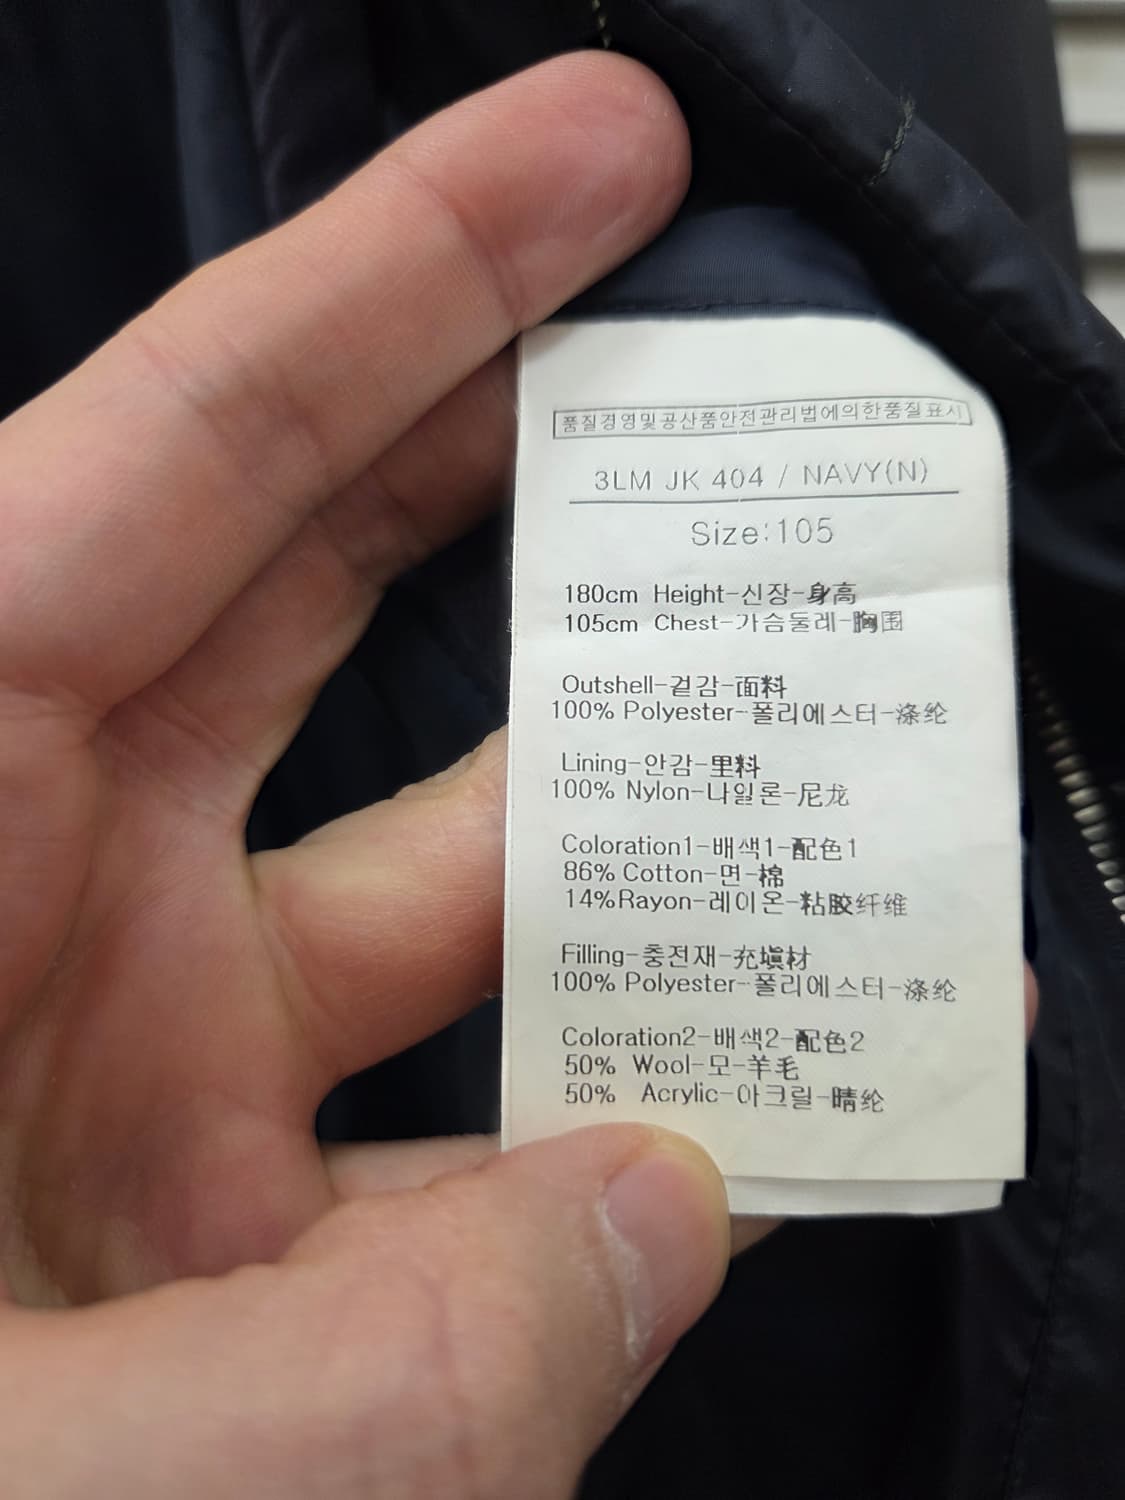 품질경영및공산품안전관리법에의한품질표시
3LM JK 404 / NAVY(N)
Size:105
180cm Height-신장-身高
105cm Chest-가슴둘레-胸围
Outshell-겉감-面料
100% Polyester-폴리에스터-涤纶
Lining-안감-里料
100% Nylon-나일론-尼龙
Coloration1-배색1-配色1
86% Cotton-면-棉
14%Rayon-레이온-粘胶纤维
Filling-충전재-充塡材
100% Polyester-폴리에스터-涤纶
Coloration2-배색2-配色2
50% Wool-모-羊毛
50% Acrylic-아크릴-晴纶